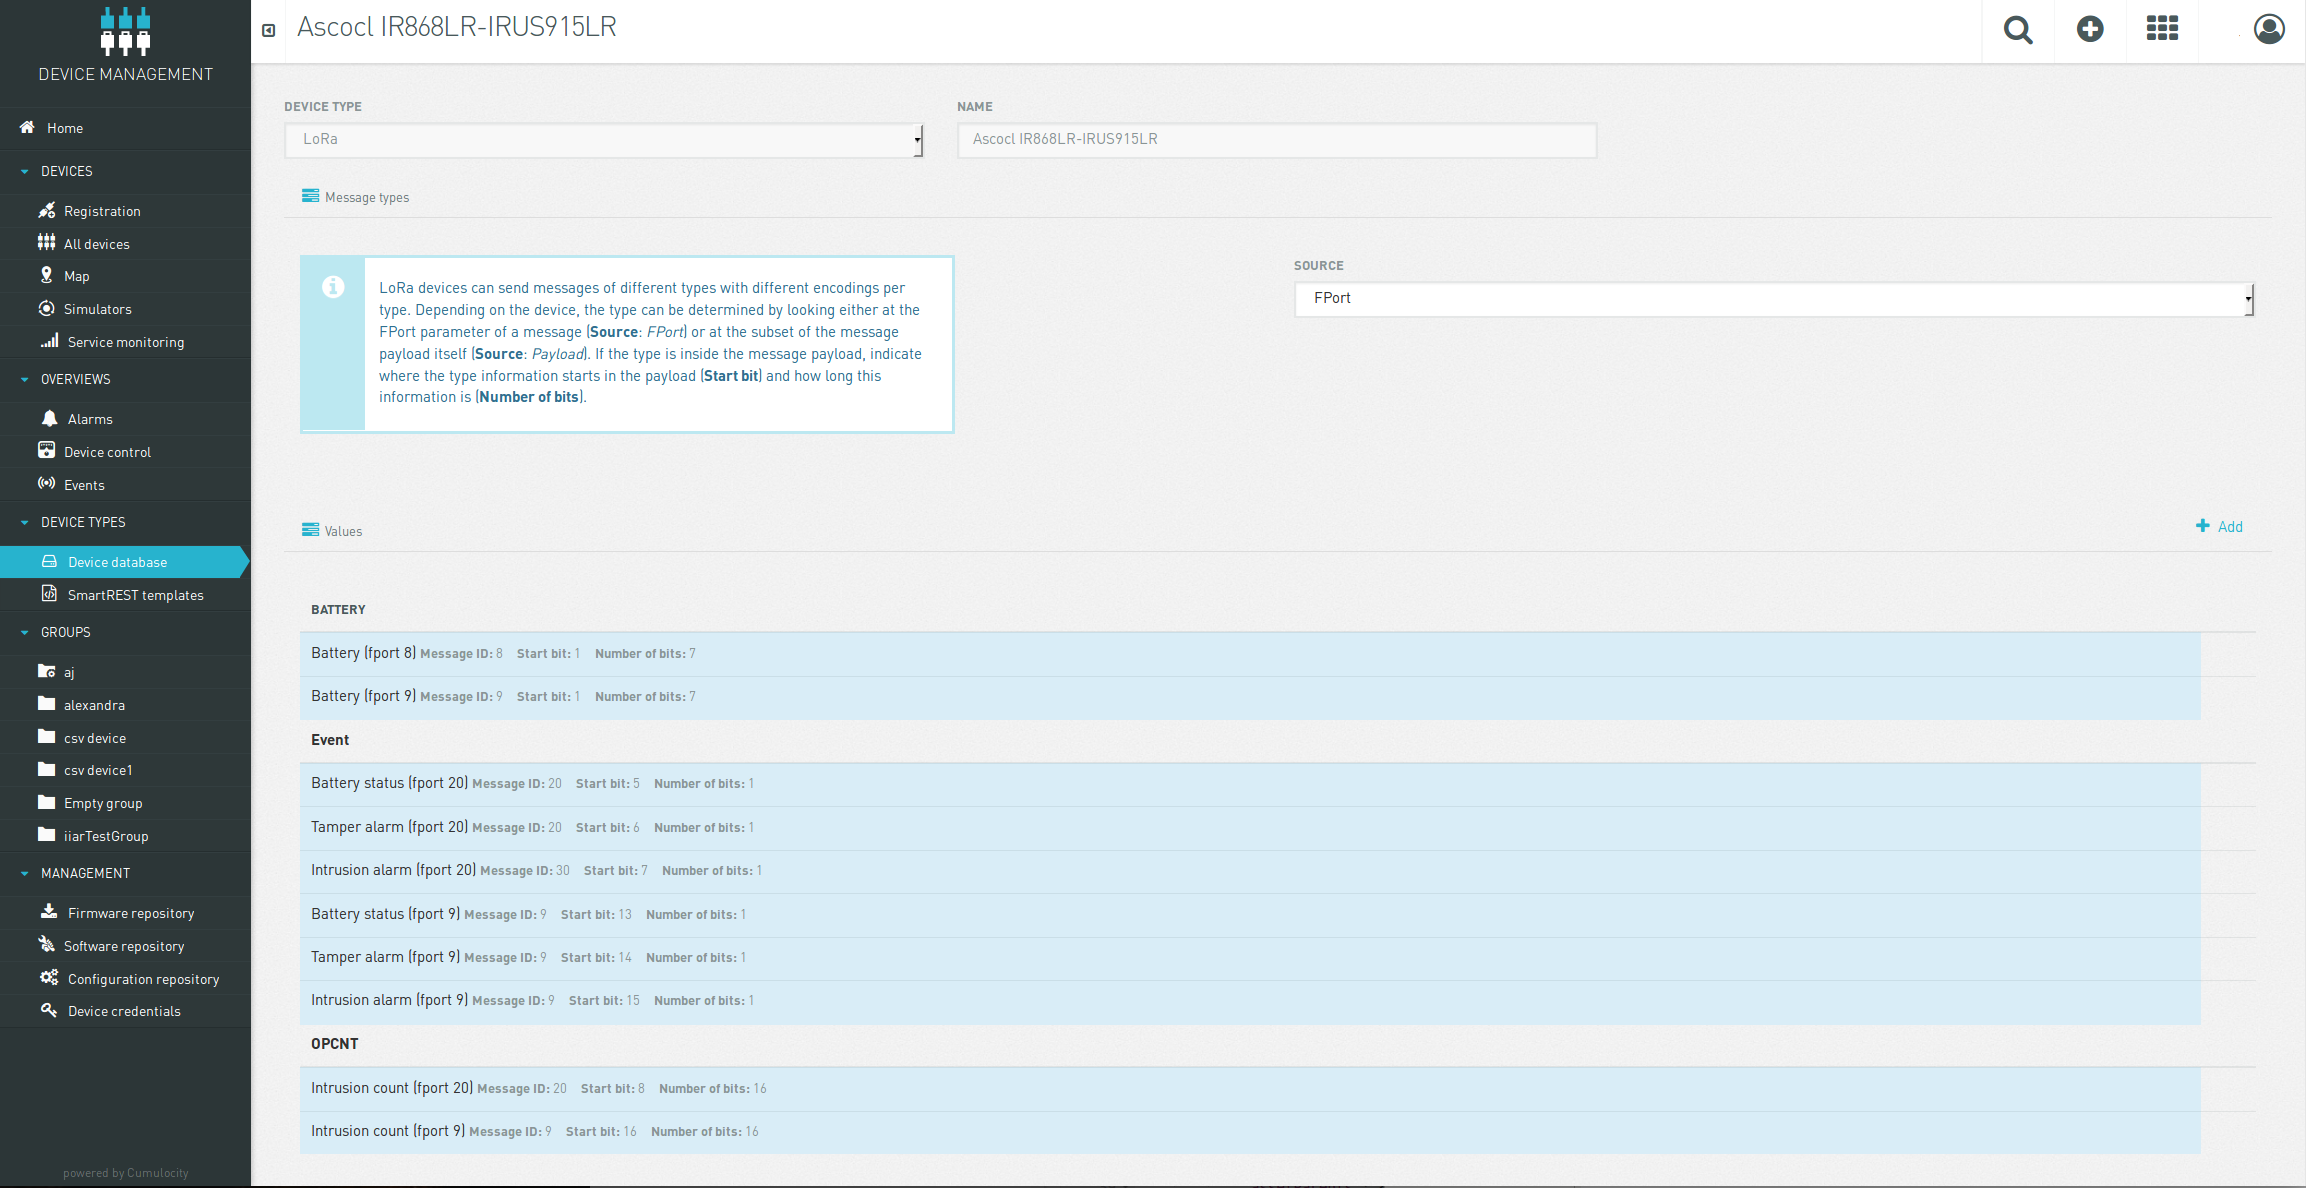 DEVICE MANAGEMENT
Home
DEVICES
Registration
All devices
Map
Simulators
Service monitoring
OVERVIEWS
Alarms
Device control
Events
DEVICE TYPES
Device database
SmartREST templates
GROUPS
aj
alexandra
csv device
csv device1
Empty group
iiarTestGroup
MANAGEMENT
Firmware repository
Software repository
Configuration repository
Device credentials
powered by Cumulocity
Ascocl IR868LR-IRUS915LR
DEVICE TYPE
LoRa
NAME
Ascocl IR868LR-IRUS915LR
Message types
LoRa devices can send messages of different types with different encodings per
type. Depending on the device, the type can be determined by looking either at the
FPort parameter of a message (Source: FPort) or at the subset of the message
payload itself (Source: Payload). If the type is inside the message payload, indicate
where the type information starts in the payload (Start bit) and how long this
information is (Number of bits).
SOURCE
FPort
Values
Add
BATTERY
Battery (fport 8) Message ID: 8 Start bit: 1 Number of bits: 7
Battery (fport 9) Message ID: 9 Start bit: 1 Number of bits: 7
Event
Battery status (fport 20) Message ID: 20 Start bit: 5 Number of bits: 1
Tamper alarm (fport 20) Message ID: 20 Start bit: 6 Number of bits: 1
Intrusion alarm (fport 20) Message ID: 30 Start bit: 7 Number of bits: 1
Battery status (fport 9) Message ID: 9 Start bit: 13 Number of bits: 1
Tamper alarm (fport 9) Message ID: 9 Start bit: 14 Number of bits: 1
Intrusion alarm (fport 9) Message ID: 9 Start bit: 15 Number of bits: 1
OPCNT
Intrusion count (fport 20) Message ID: 20 Start bit: 8 Number of bits: 16
Intrusion count (fport 9) Message ID: 9 Start bit: 16 Number of bits: 16